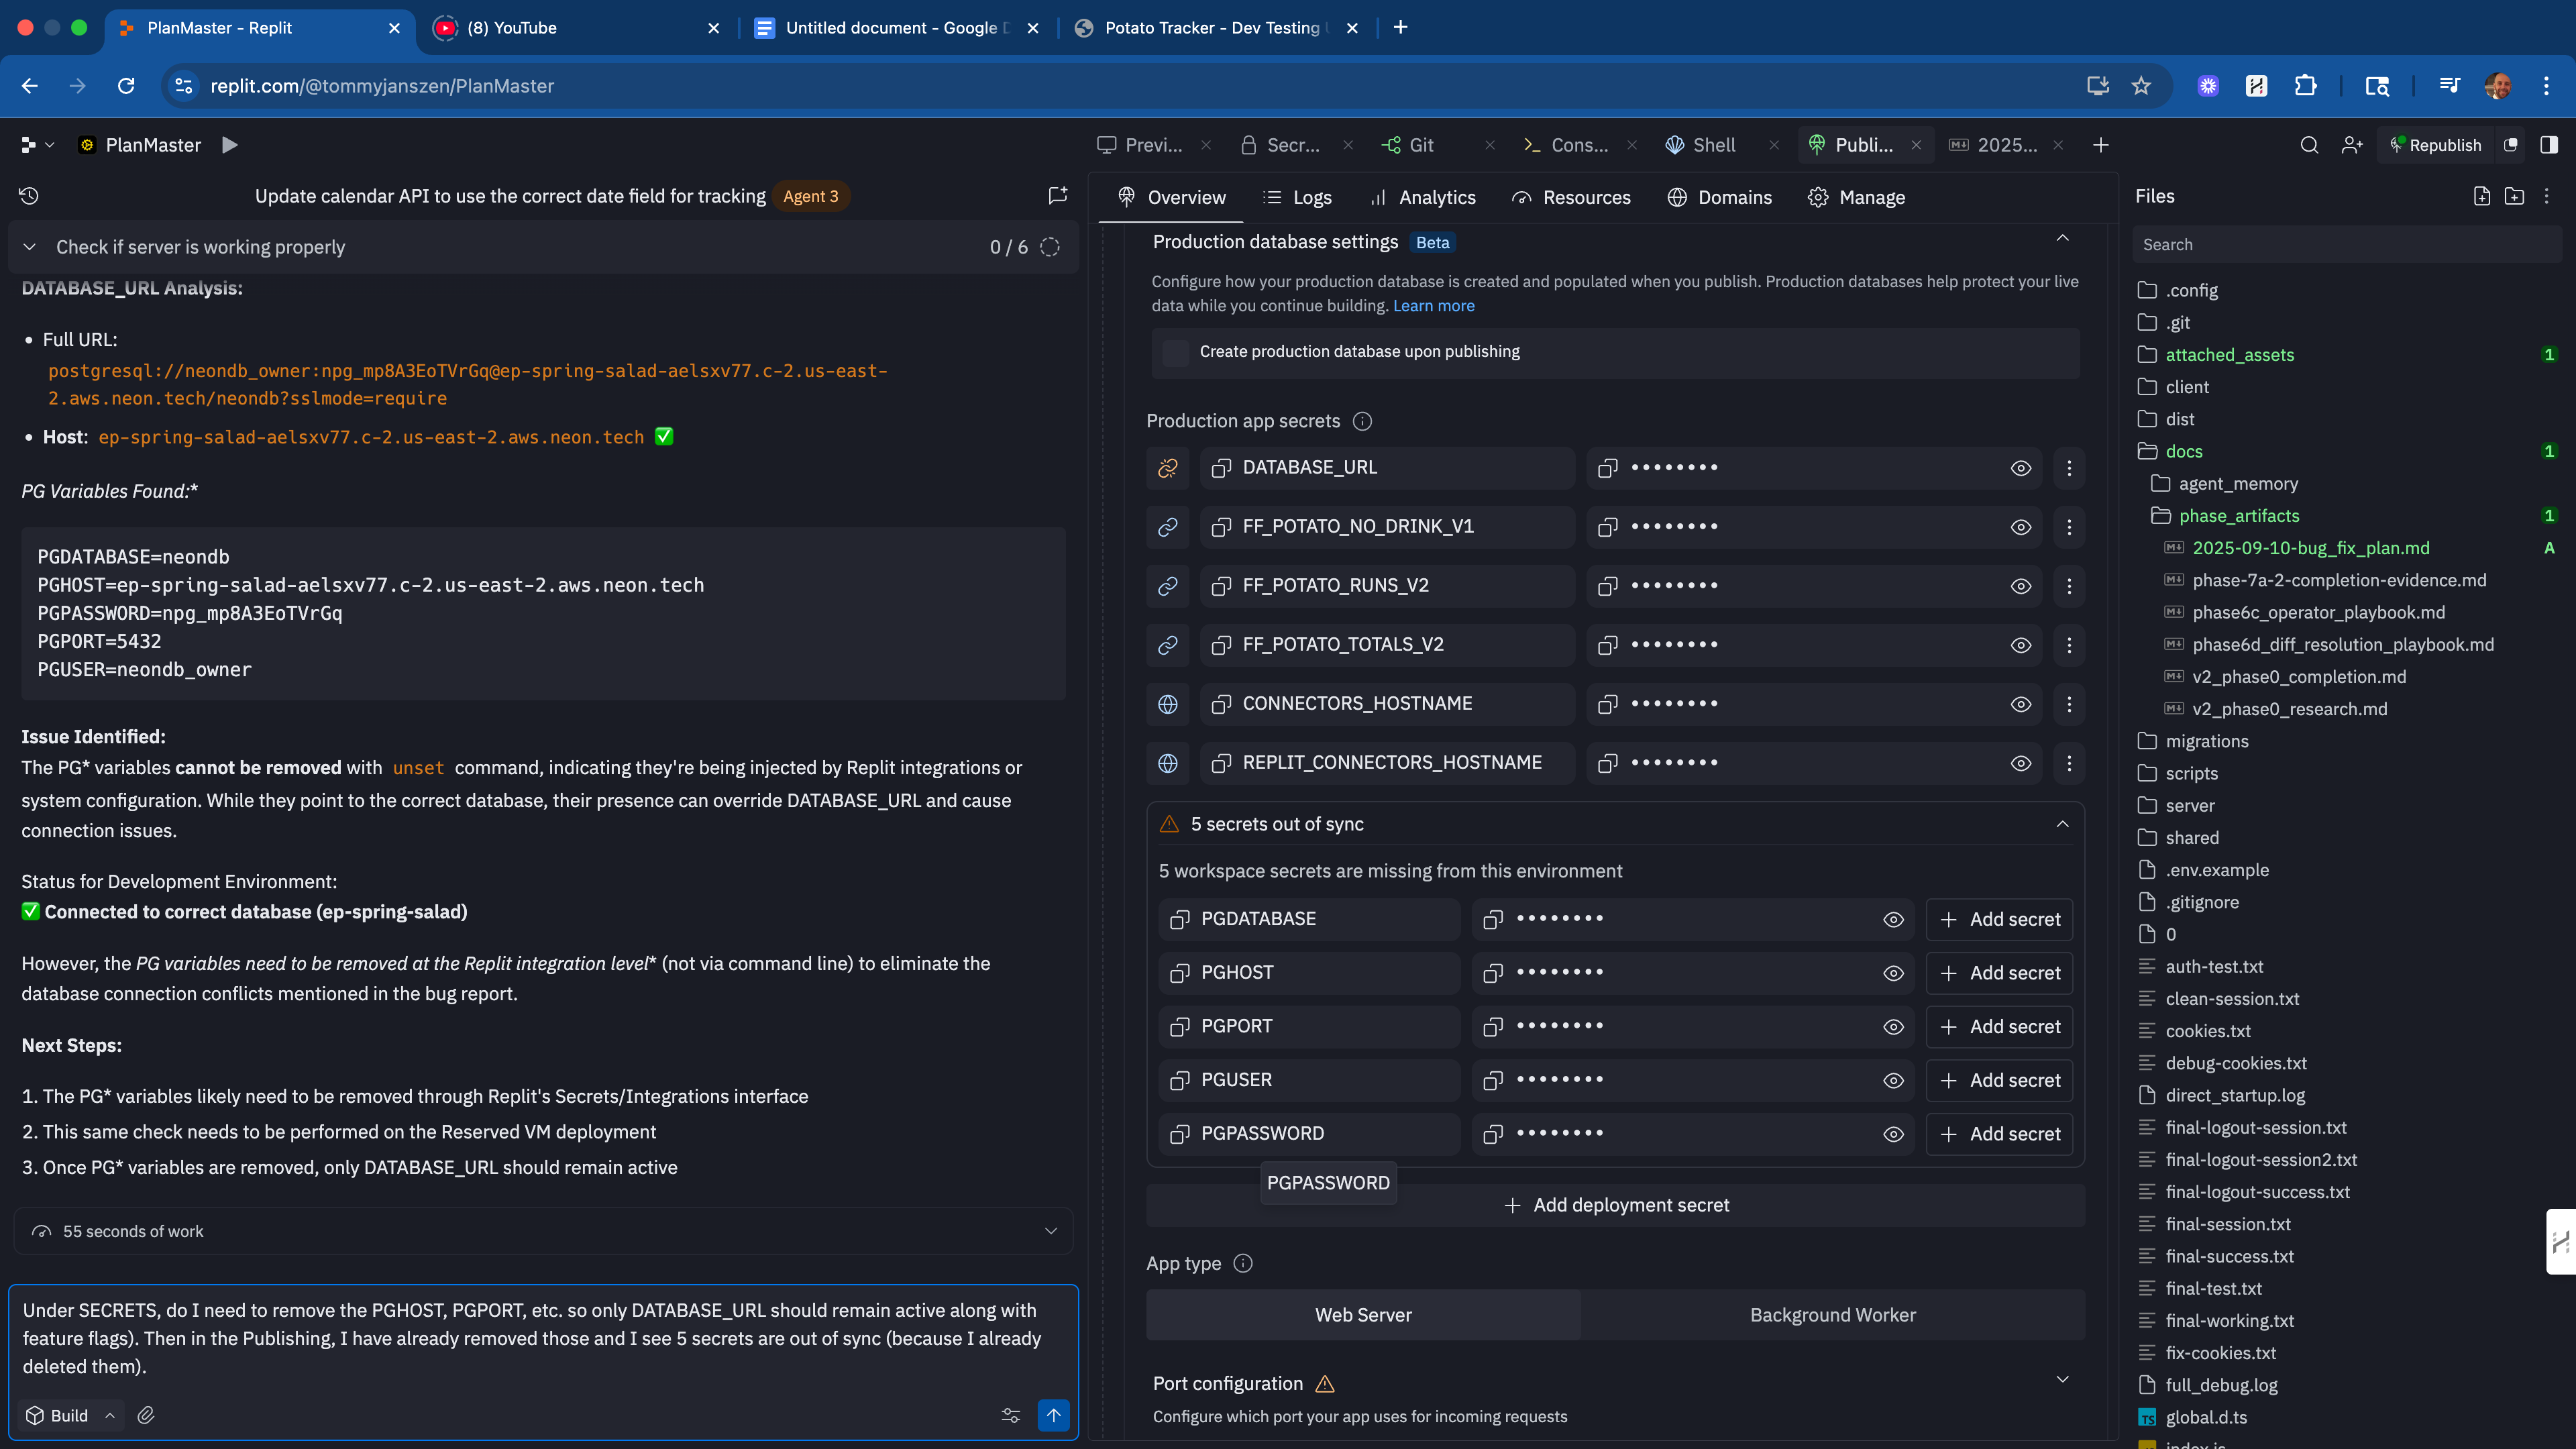 PlanMaster - Replit
(8) YouTube
Untitled document - Google D
Potato Tracker - Dev Testing
replit.com/@tommyjanszen/PlanMaster
PlanMaster
Previ...
Secr...
Git
Cons...
Shell
Publi...
2025...
Republish
Update calendar API to use the correct date field for tracking
Agent 3
Check if server is working properly
0 / 6
DATABASE_URL Analysis:
• Full URL:
postgresql://neondb_owner:npg_mp8A3EoTVrGq@ep-spring-salad-aelsxv77.c-2.us-east-
2.aws.neon.tech/neondb?sslmode=require
• Host: ep-spring-salad-aelsxv77.c-2.us-east-2.aws.neon.tech ✅
PG Variables Found:*
PGDATABASE=neondb
PGHOST=ep-spring-salad-aelsxv77.c-2.us-east-2.aws.neon.tech
PGPASSWORD=npg_mp8A3EoTVrGq
PGPORT=5432
PGUSER=neondb_owner
Issue Identified:
The PG* variables cannot be removed with unset command, indicating they're being injected by Replit integrations or
system configuration. While they point to the correct database, their presence can override DATABASE_URL and cause
connection issues.
Status for Development Environment:
✅ Connected to correct database (ep-spring-salad)
However, the PG variables need to be removed at the Replit integration level* (not via command line) to eliminate the
database connection conflicts mentioned in the bug report.
Next Steps:
1. The PG* variables likely need to be removed through Replit's Secrets/Integrations interface
2. This same check needs to be performed on the Reserved VM deployment
3. Once PG* variables are removed, only DATABASE_URL should remain active
55 seconds of work
Under SECRETS, do I need to remove the PGHOST, PGPORT, etc. so only DATABASE_URL should remain active along with
feature flags). Then in the Publishing, I have already removed those and I see 5 secrets are out of sync (because I already
deleted them).
Build
Overview
Logs
Analytics
Resources
Domains
Manage
Production database settings
Beta
Configure how your production database is created and populated when you publish. Production databases help protect your live
data while you continue building. Learn more
Create production database upon publishing
Production app secrets
DATABASE_URL
••••••••
FF_POTATO_NO_DRINK_V1
••••••••
FF_POTATO_RUNS_V2
••••••••
FF_POTATO_TOTALS_V2
••••••••
CONNECTORS_HOSTNAME
••••••••
REPLIT_CONNECTORS_HOSTNAME
••••••••
5 secrets out of sync
5 workspace secrets are missing from this environment
PGDATABASE
••••••••
Add secret
PGHOST
••••••••
Add secret
PGPORT
••••••••
Add secret
PGUSER
••••••••
Add secret
PGPASSWORD
••••••••
Add secret
PGPASSWORD
Add deployment secret
App type
Web Server
Background Worker
Port configuration
Configure which port your app uses for incoming requests
Files
Search
.config
.git
attached_assets
1
client
dist
docs
1
agent_memory
phase_artifacts
1
2025-09-10-bug_fix_plan.md
A
phase-7a-2-completion-evidence.md
phase6c_operator_playbook.md
phase6d_diff_resolution_playbook.md
v2_phase0_completion.md
v2_phase0_research.md
migrations
scripts
server
shared
.env.example
.gitignore
0
auth-test.txt
clean-session.txt
cookies.txt
debug-cookies.txt
direct_startup.log
final-logout-session.txt
final-logout-session2.txt
final-logout-success.txt
final-session.txt
final-success.txt
final-test.txt
final-working.txt
fix-cookies.txt
full_debug.log
global.d.ts